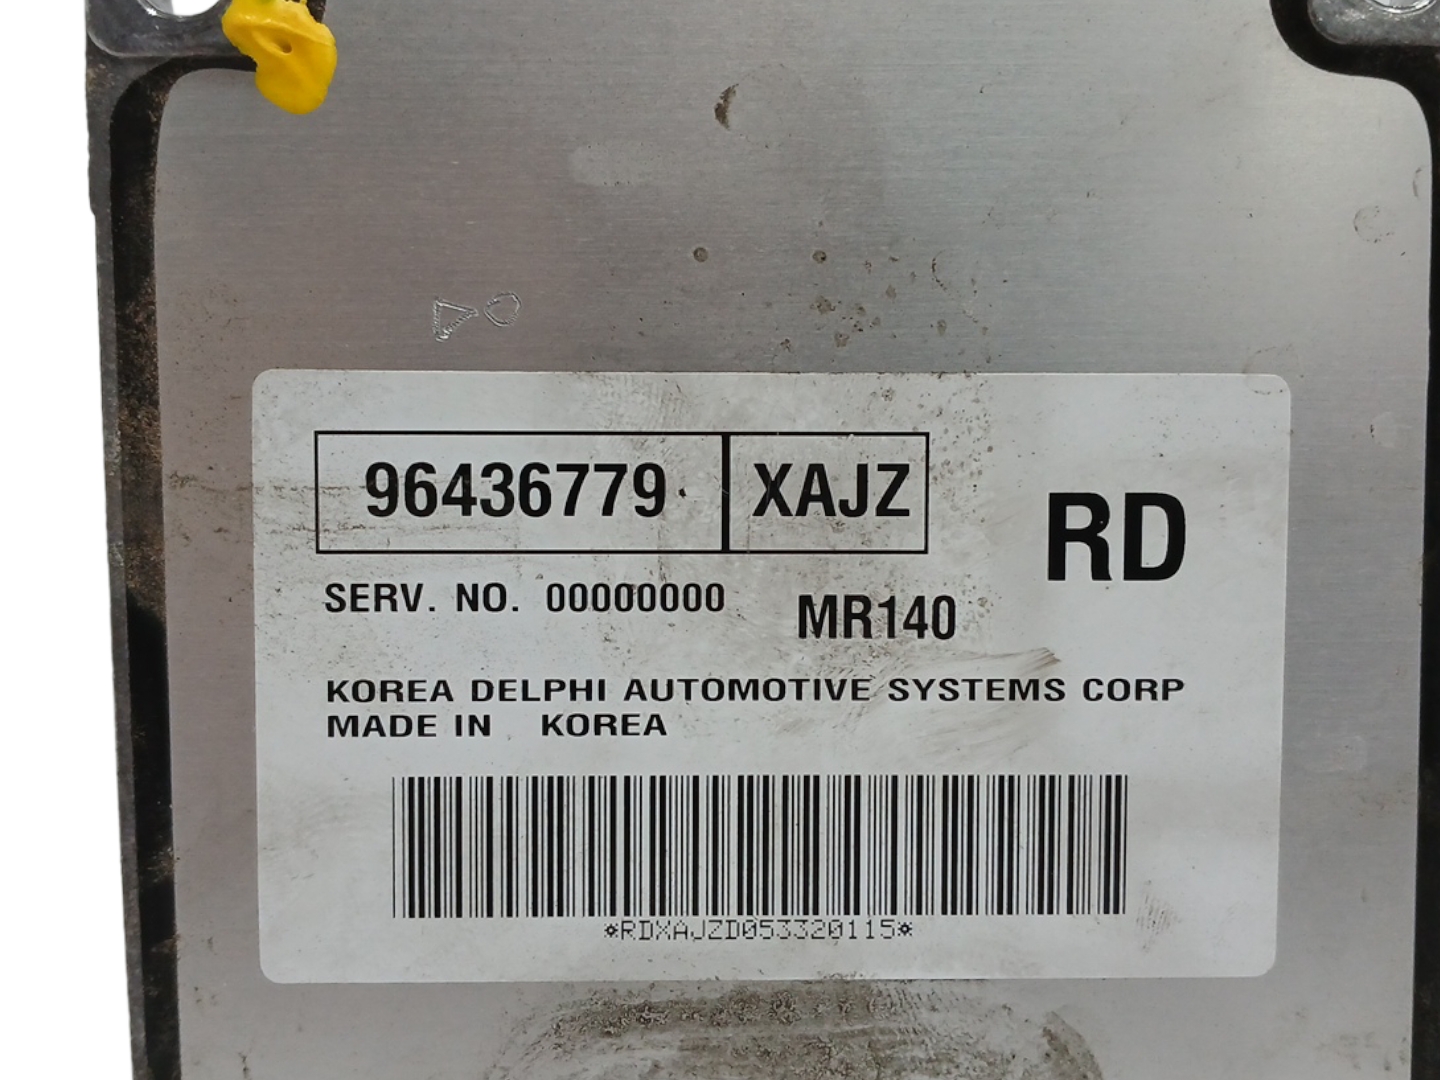 96436779 XAJZ
RD
SERV. NO. 00000000 MR140
KOREA DELPHI AUTOMOTIVE SYSTEMS CORP
MADE IN KOREA
*RDXAJZD053320115*